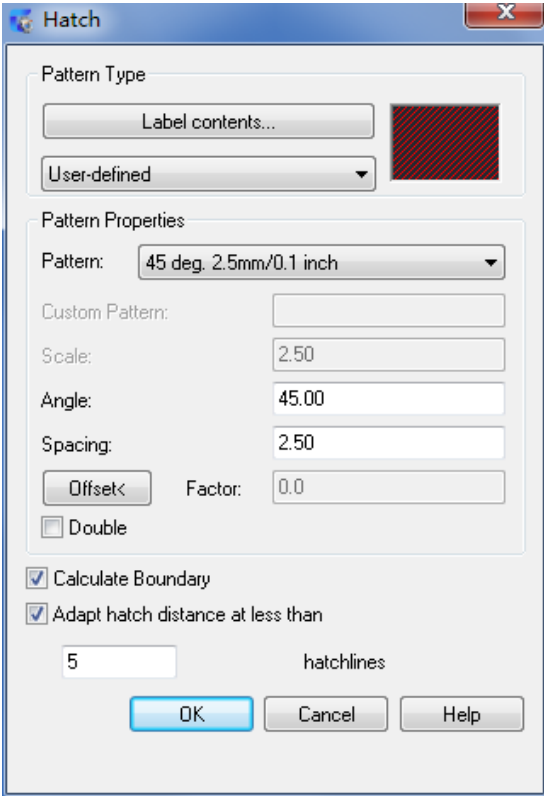 Hatch
Pattern Type
Label contents...
User-defined
Pattern Properties
Pattern: 45 deg. 2.5mm/0.1 inch
Custom Pattern:
Scale: 2.50
Angle: 45.00
Spacing: 2.50
Offset< Factor: 0.0
Double
Calculate Boundary
Adapt hatch distance at less than
5 hatchlines
OK Cancel Help